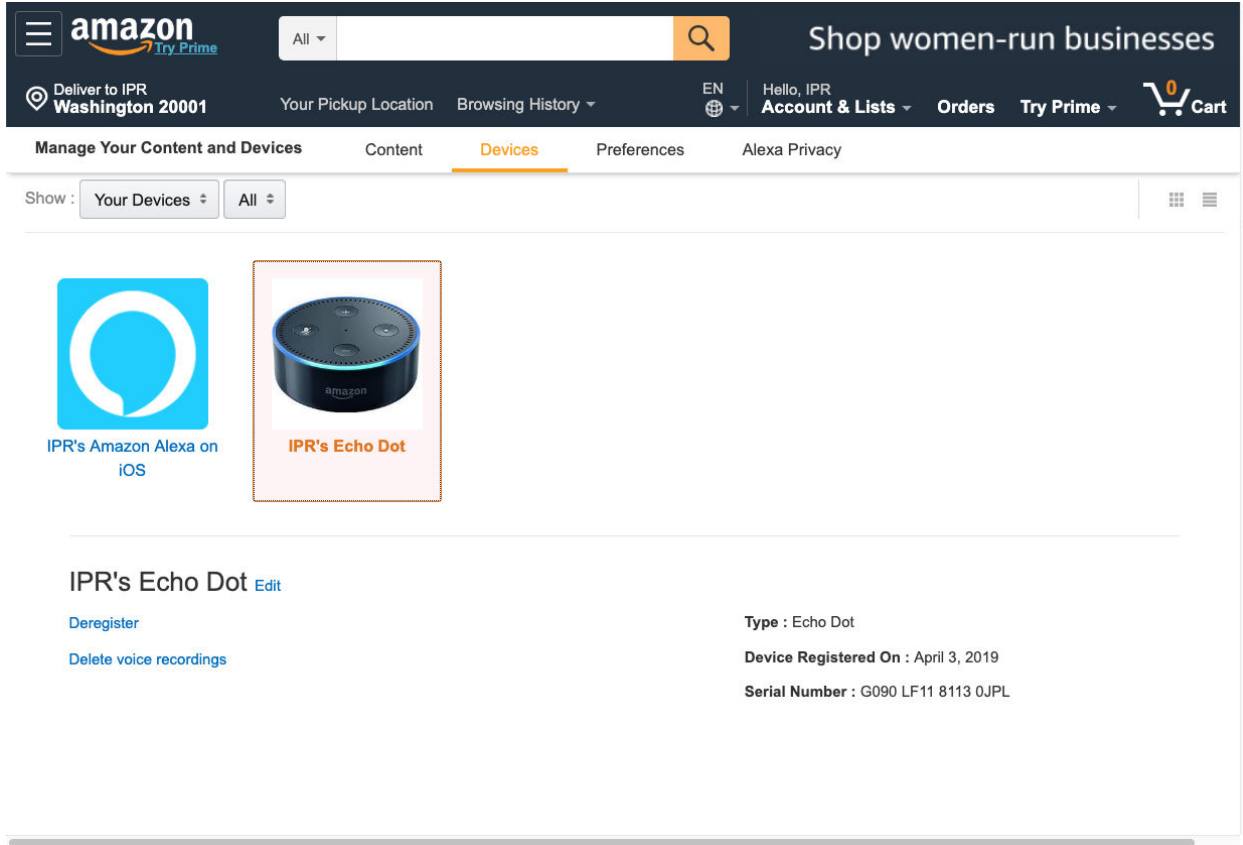 amazon
Try Prime
All
Shop women-run businesses
Deliver to IPR
Washington 20001
Your Pickup Location
Browsing History
EN
Hello, IPR
Account & Lists
Orders
Try Prime
0
Cart
Manage Your Content and Devices
Content
Devices
Preferences
Alexa Privacy
Show :
Your Devices
All
amazon
IPR's Amazon Alexa on
iOS
IPR's Echo Dot
IPR's Echo Dot Edit
Deregister
Delete voice recordings
Type : Echo Dot
Device Registered On : April 3, 2019
Serial Number : G090 LF11 8113 0JPL